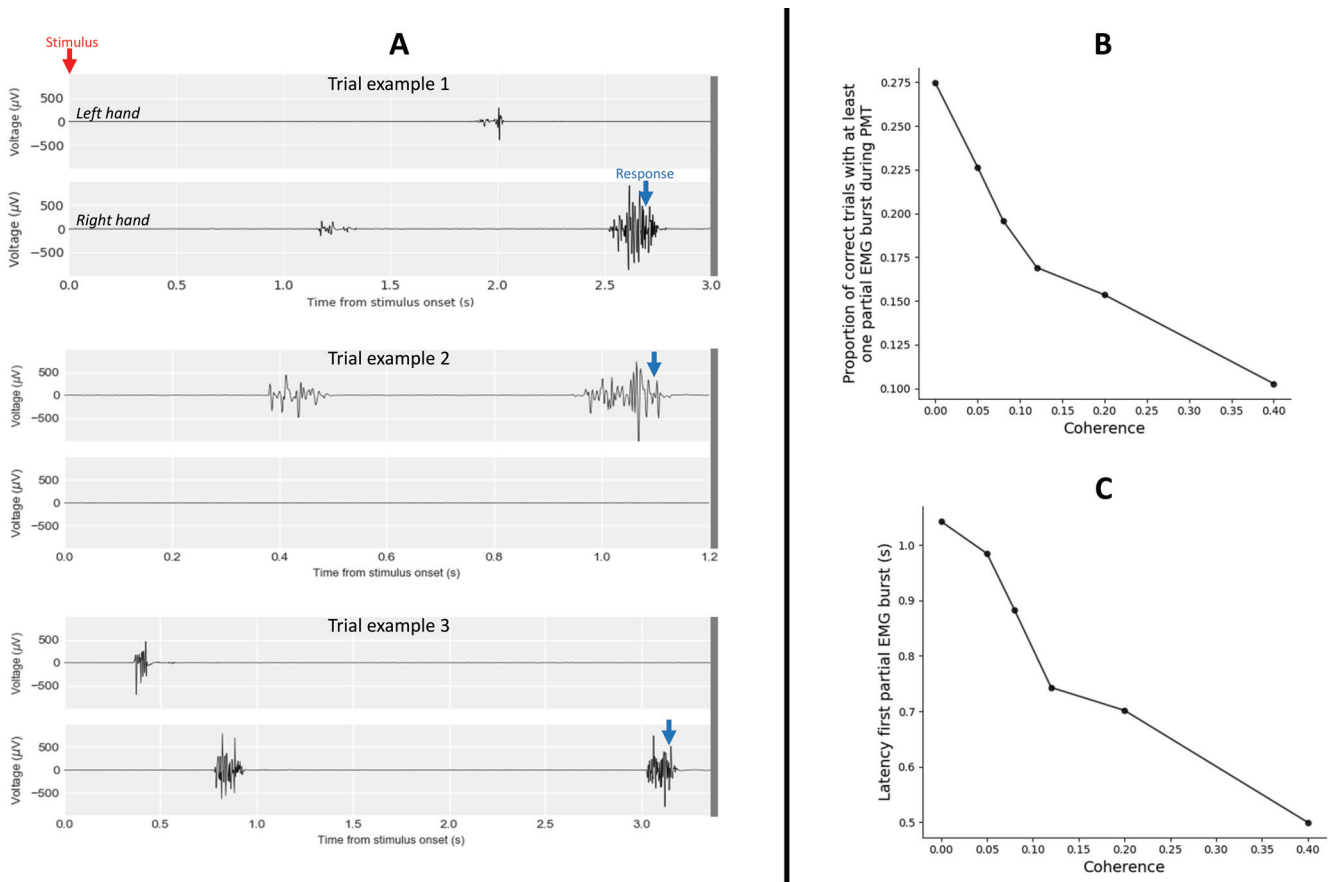 A
Stimulus
Trial example 1
Left hand
Voltage (µV)
500
0
−500
Response
Right hand
Voltage (µV)
500
0
−500
0.0 0.5 1.0 1.5 2.0 2.5 3.0
Time from stimulus onset (s)
Trial example 2
Voltage (µV)
500
0
−500
Voltage (µV)
500
0
−500
0.0 0.2 0.4 0.6 0.8 1.0 1.2
Time from stimulus onset (s)
Trial example 3
Voltage (µV)
500
0
−500
Voltage (µV)
500
0
−500
0.0 0.5 1.0 1.5 2.0 2.5 3.0
Time from stimulus onset (s)
B
Proportion of correct trials with at least
one partial EMG burst during PMT
0.275
0.250
0.225
0.200
0.175
0.150
0.125
0.100
0.00 0.05 0.10 0.15 0.20 0.25 0.30 0.35 0.40
Coherence
C
Latency first partial EMG burst (s)
1.0
0.9
0.8
0.7
0.6
0.5
0.00 0.05 0.10 0.15 0.20 0.25 0.30 0.35 0.40
Coherence